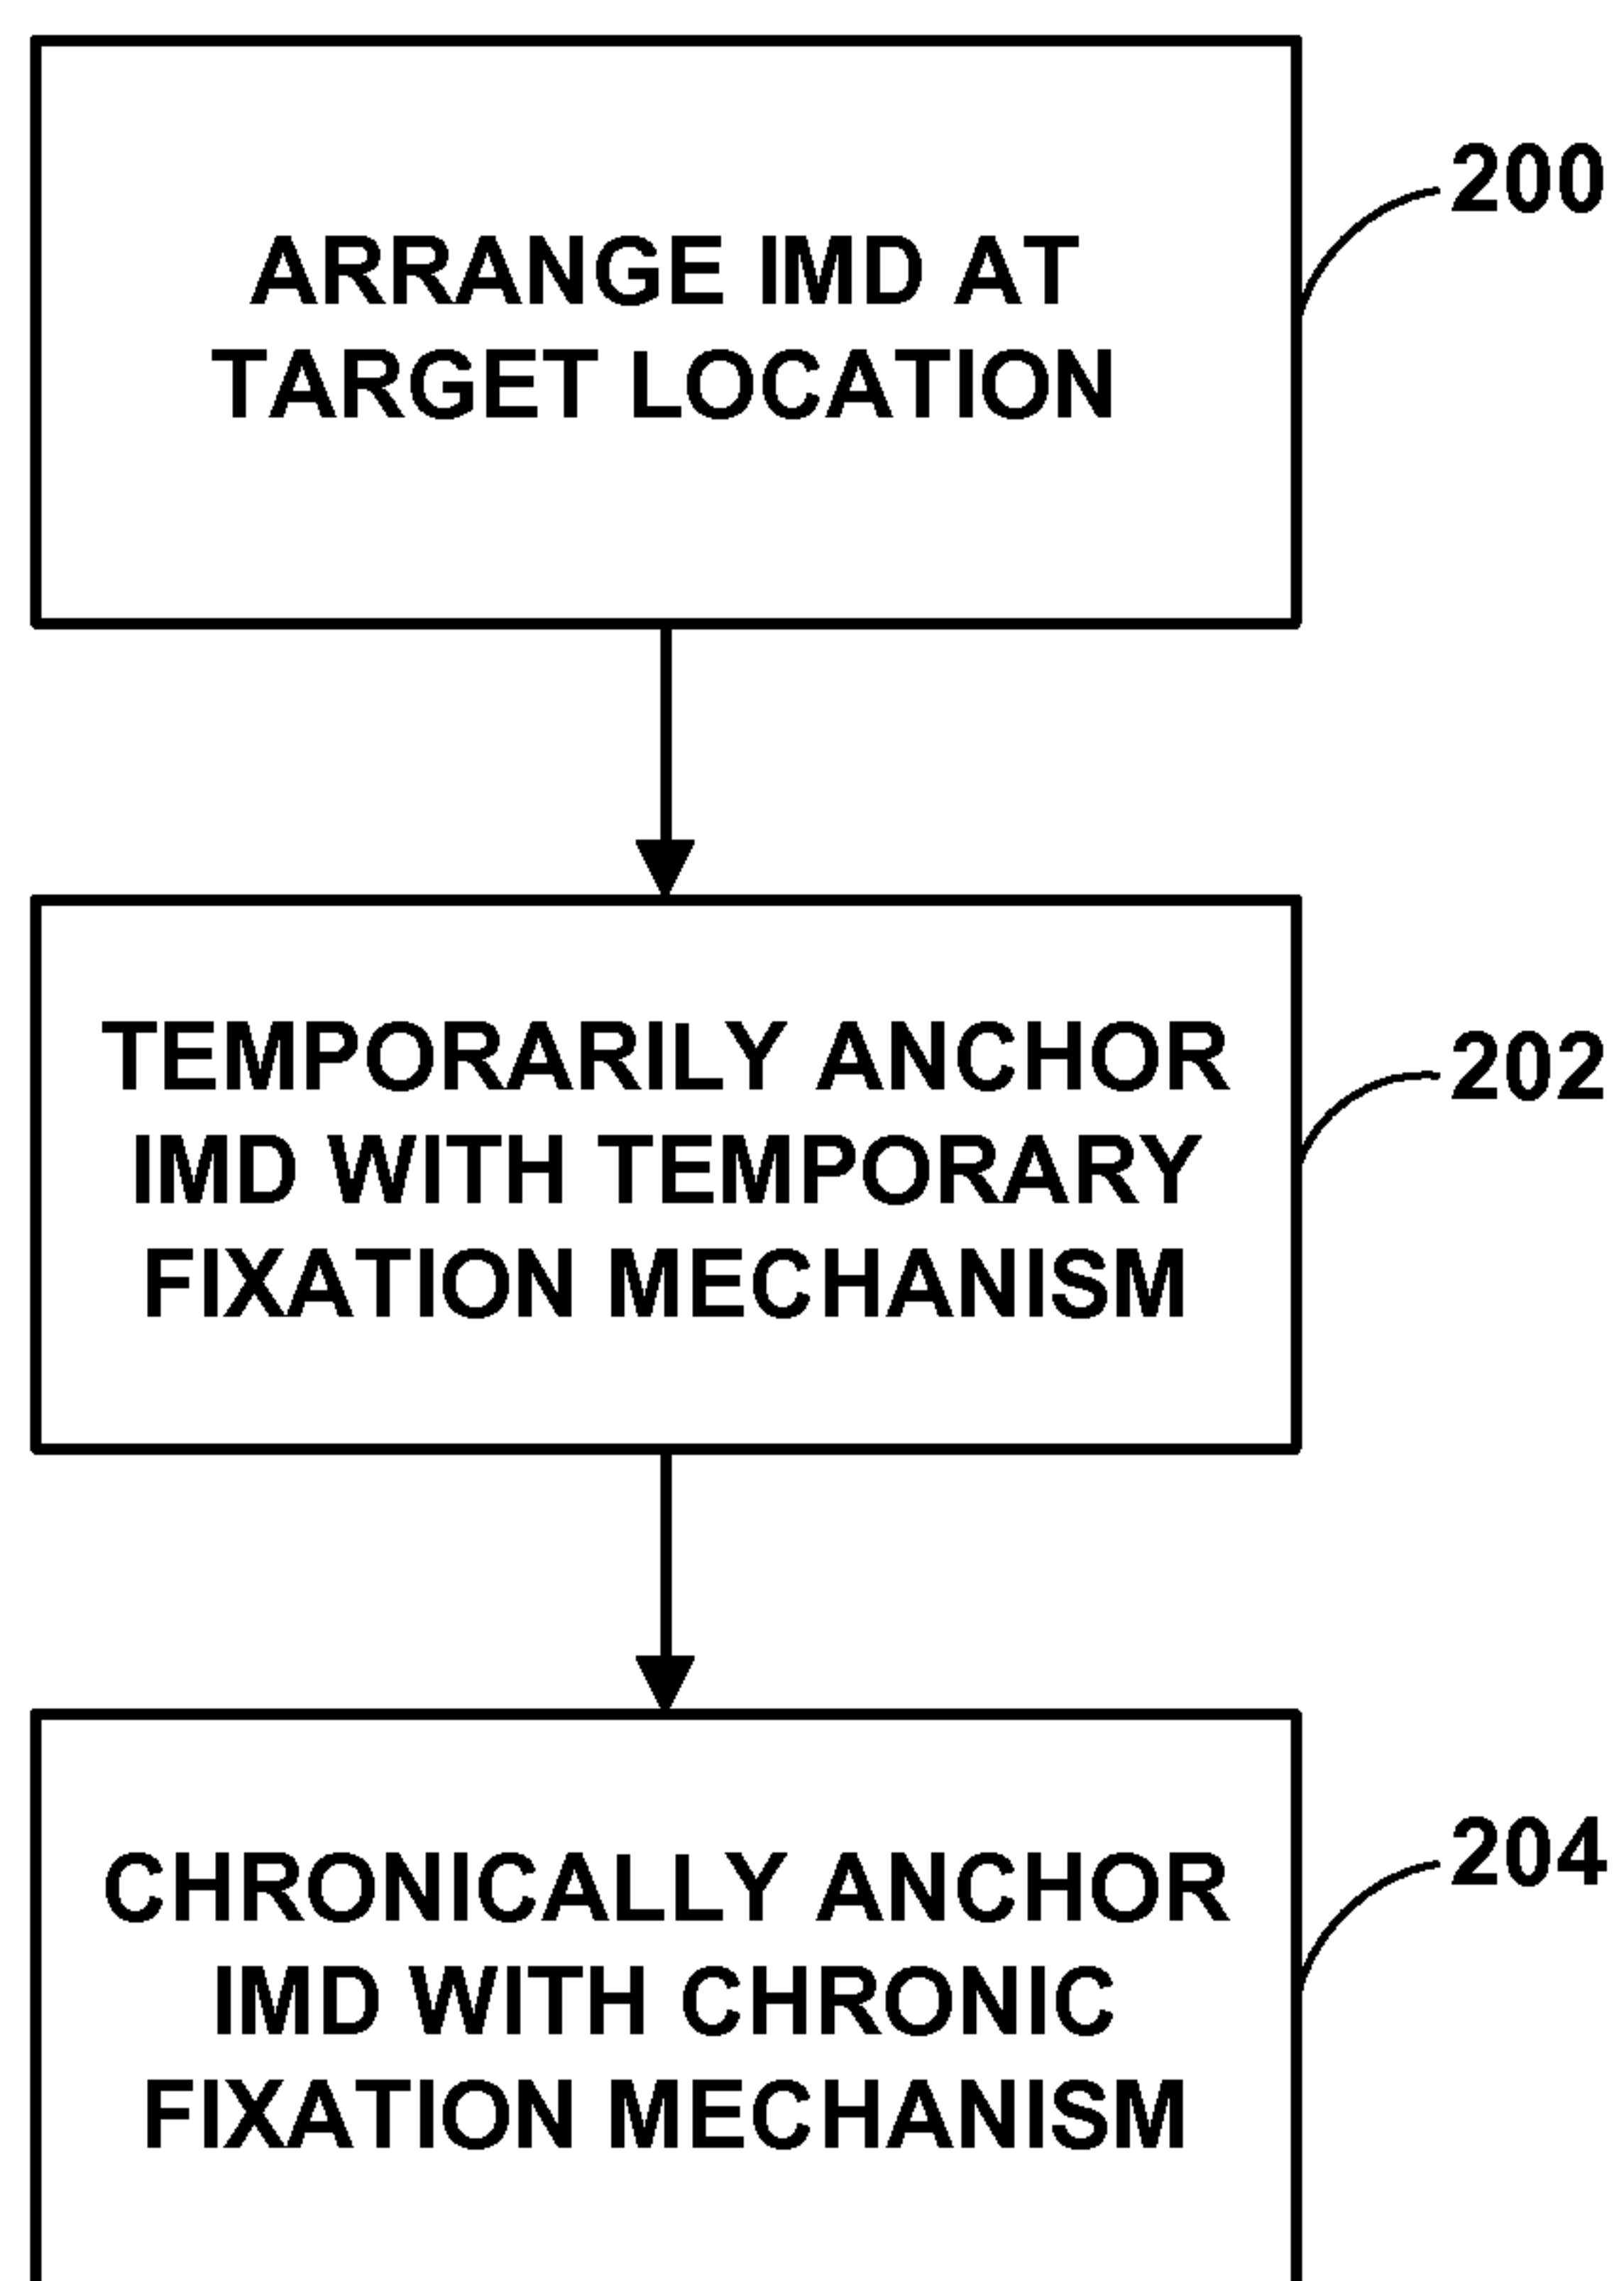 ARRANGE IMD AT
TARGET LOCATION
200
TEMPORARILY ANCHOR
IMD WITH TEMPORARY
FIXATION MECHANISM
202
CHRONICALLY ANCHOR
IMD WITH CHRONIC
FIXATION MECHANISM
204